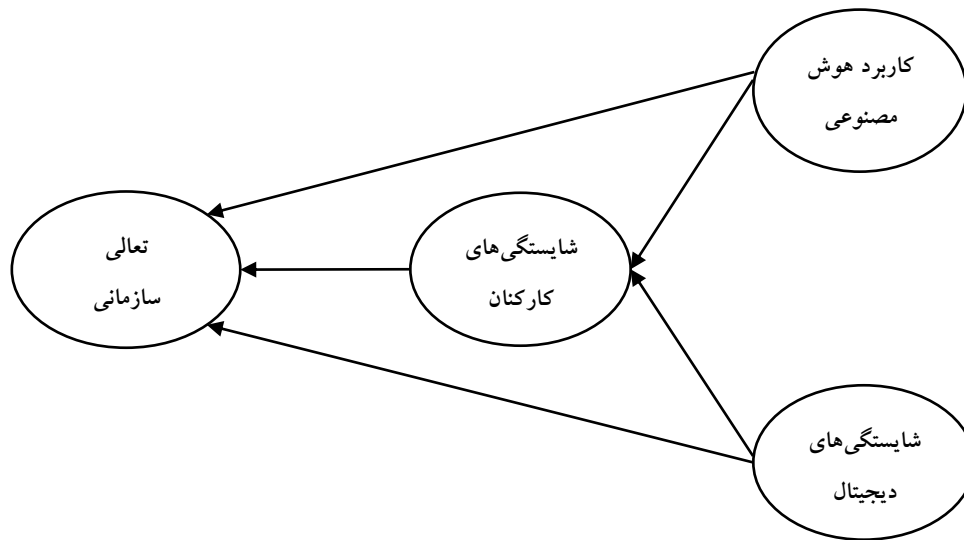 کاربرد هوش
مصنوعی
شایستگی‌های
کارکنان
تعالی
سازمانی
شایستگی‌های
دیجیتال